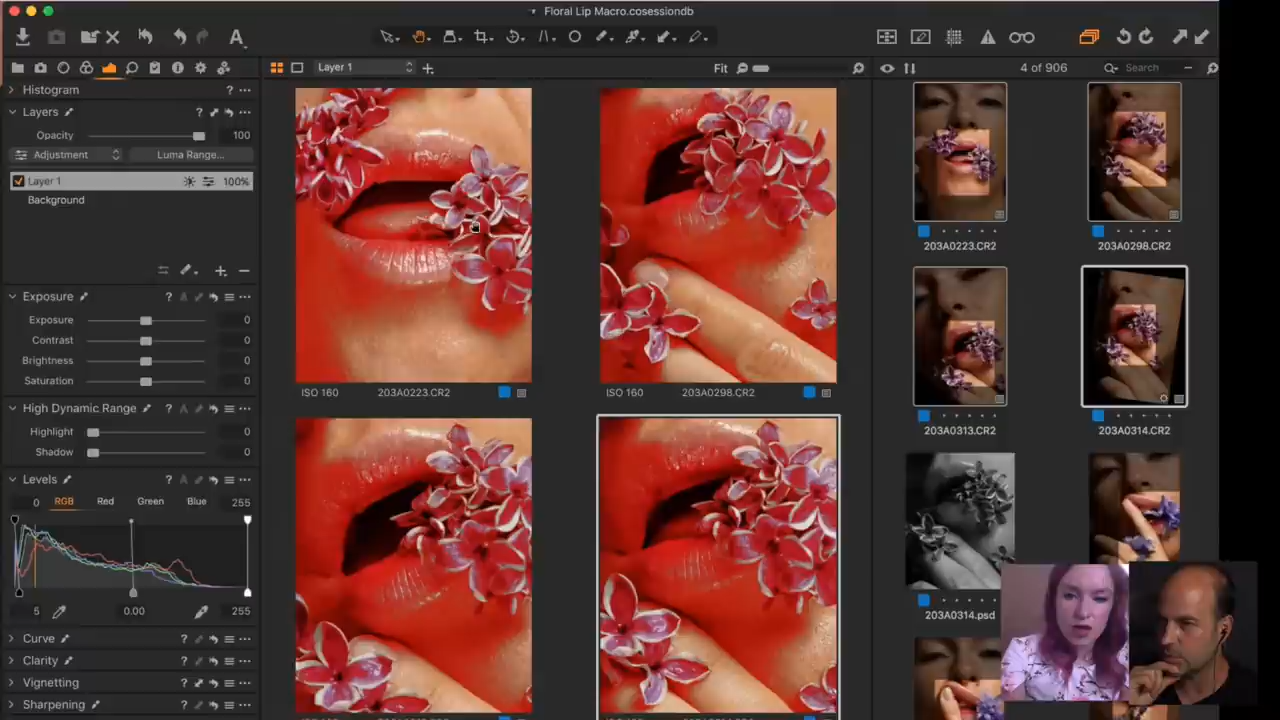 Floral Lip Macro.cosessiondb
Layer 1
Fit
4 of 906
Search
Histogram
?
Layers
?
Opacity
100
Adjustment
Luma Range...
Layer 1
100%
Background
Exposure
?
A
Exposure
0
Contrast
0
Brightness
0
Saturation
0
High Dynamic Range
?
A
Highlight
0
Shadow
0
Levels
?
A
0
RGB
Red
Green
Blue
255
5
0.00
255
Curve
?
Clarity
?
Vignetting
?
Sharpening
?
ISO 160
203A0223.CR2
ISO 160
203A0298.CR2
203A0223.CR2
203A0298.CR2
203A0313.CR2
203A0314.CR2
203A0314.psd